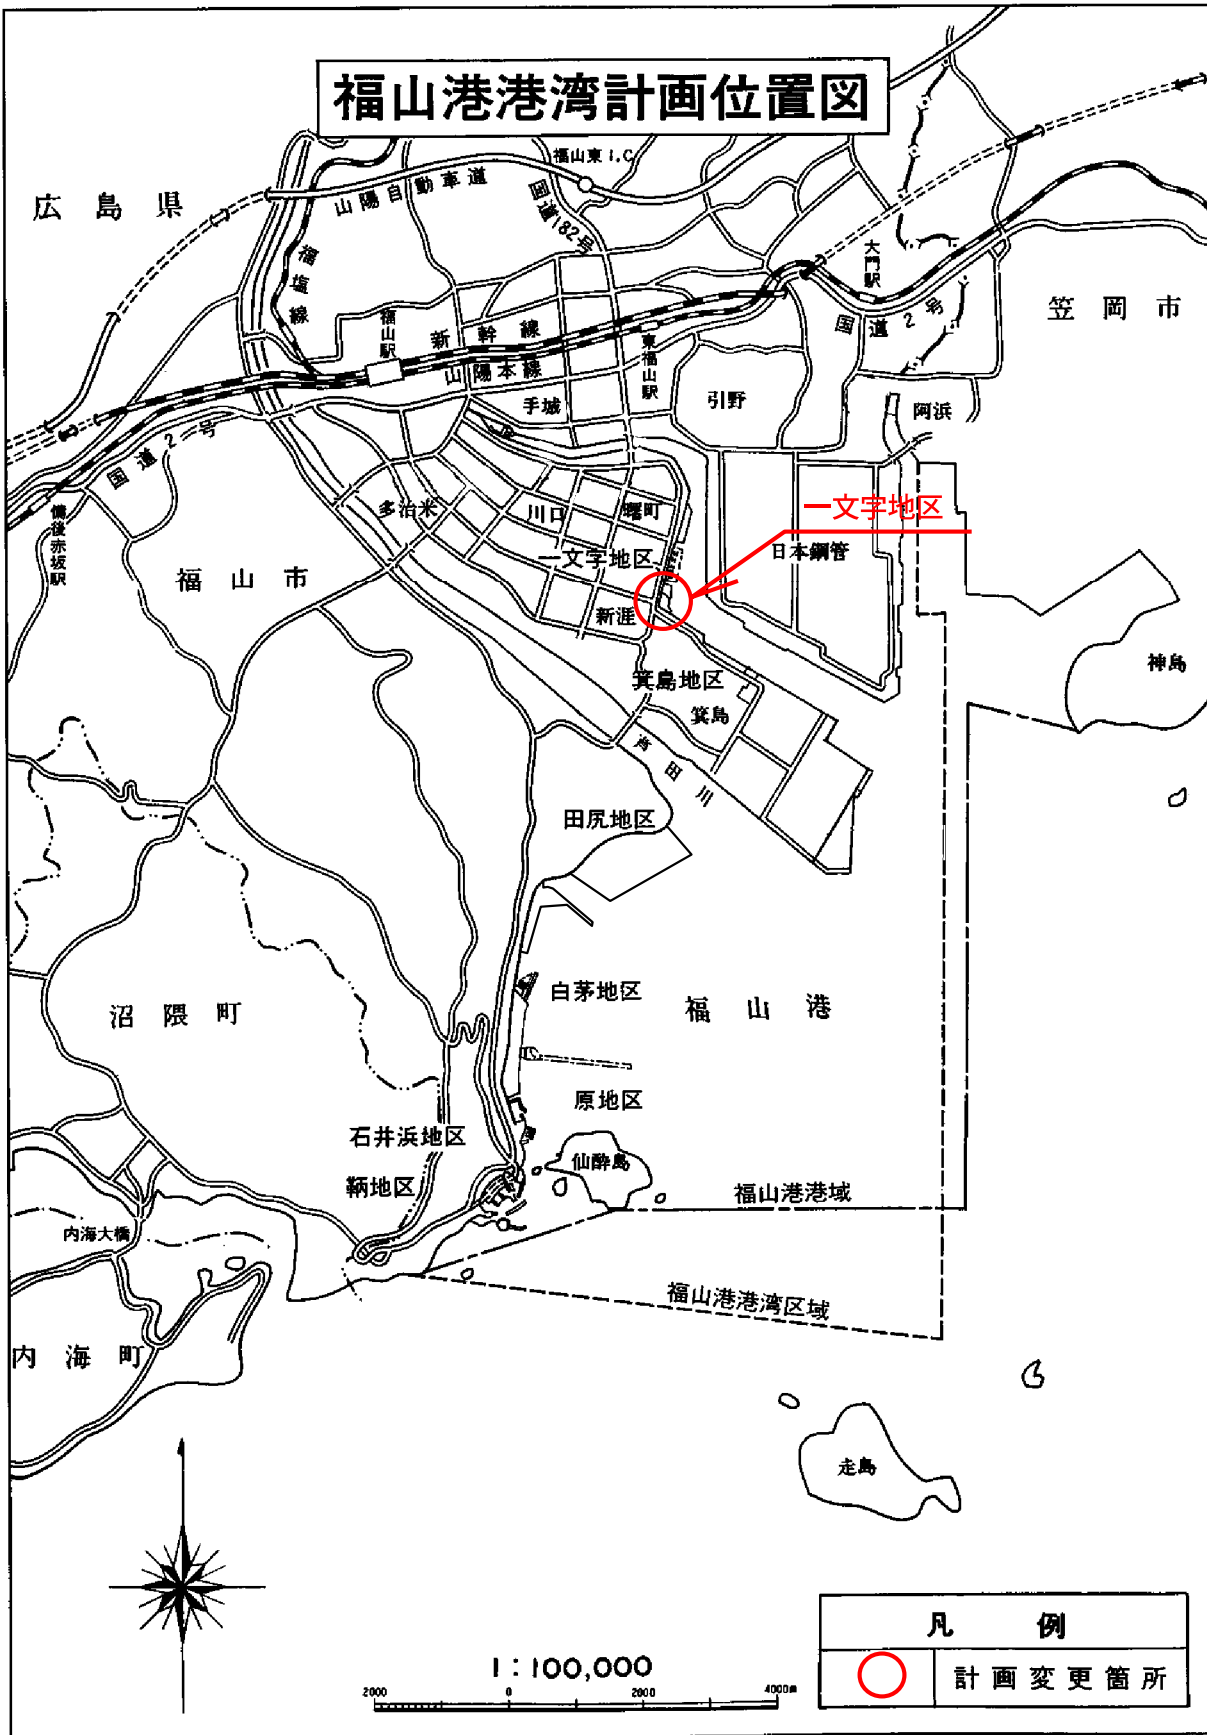 福山港港湾計画位置図
福山東I.C
山陽自動車道
国道182号
広島県
福塩線
大門駅
笠岡市
国道2号
新幹線
福山駅
山陽本線
東福山駅
手城
引野
阿浜
国道2号
備後赤坂駅
多治米
川口
曙町
一文字地区
一文字地区
日本鋼管
福山市
新涯
神島
箕島地区
箕島
芦田川
田尻地区
白茅地区
沼隈町
福山港
原地区
石井浜地区
仙酔島
鞆地区
福山港港域
内海大橋
福山港港湾区域
内海町
走島
凡例
計画変更箇所
1:100,000
2000 0 2000 4000m